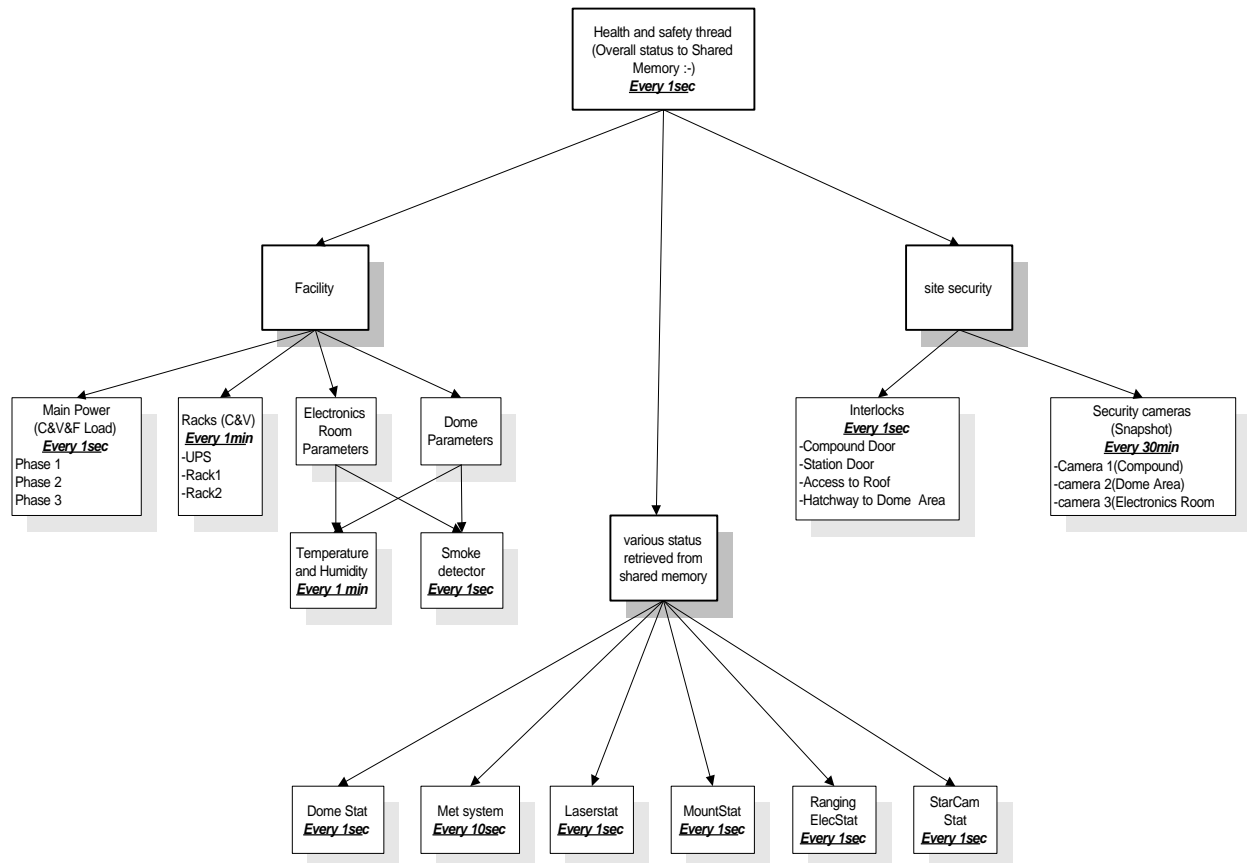 Health and safety thread
(Overall status to Shared
Memory :-)
Every 1sec
Facility
site security
Main Power
(C&V&F Load)
Every 1sec
Phase 1
Phase 2
Phase 3
Racks (C&V)
Every 1min
-UPS
-Rack1
-Rack2
Electronics
Room
Parameters
Dome
Parameters
Interlocks
Every 1sec
-Compound Door
-Station Door
-Access to Roof
-Hatchway to Dome Area
Security cameras
(Snapshot)
Every 30min
-Camera 1(Compound)
-camera 2(Dome Area)
-camera 3(Electronics Room
Temperature
and Humidity
Every 1 min
Smoke
detector
Every 1sec
various status
retrieved from
shared memory
Dome Stat
Every 1sec
Met system
Every 10sec
Laserstat
Every 1sec
MountStat
Every 1sec
Ranging
ElecStat
Every 1sec
StarCam
Stat
Every 1sec